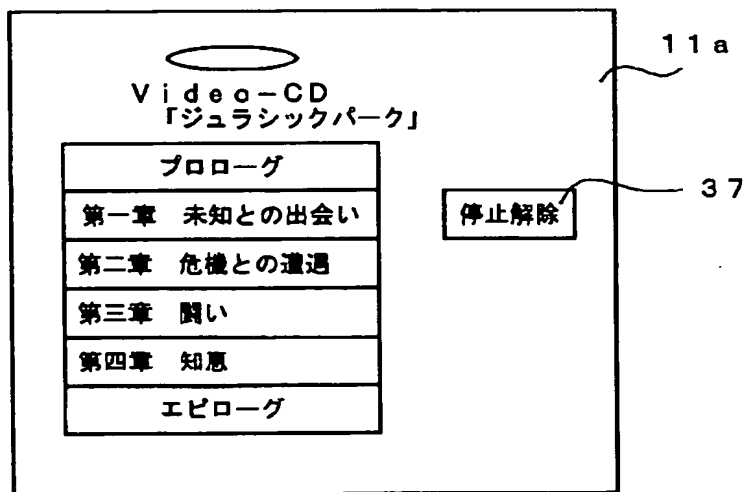 11a
Video-CD
「ジュラシックパーク」
プロローグ
第一章 未知との出会い
停止解除
37
第二章 危機との遭遇
第三章 闘い
第四章 知恵
エピローグ